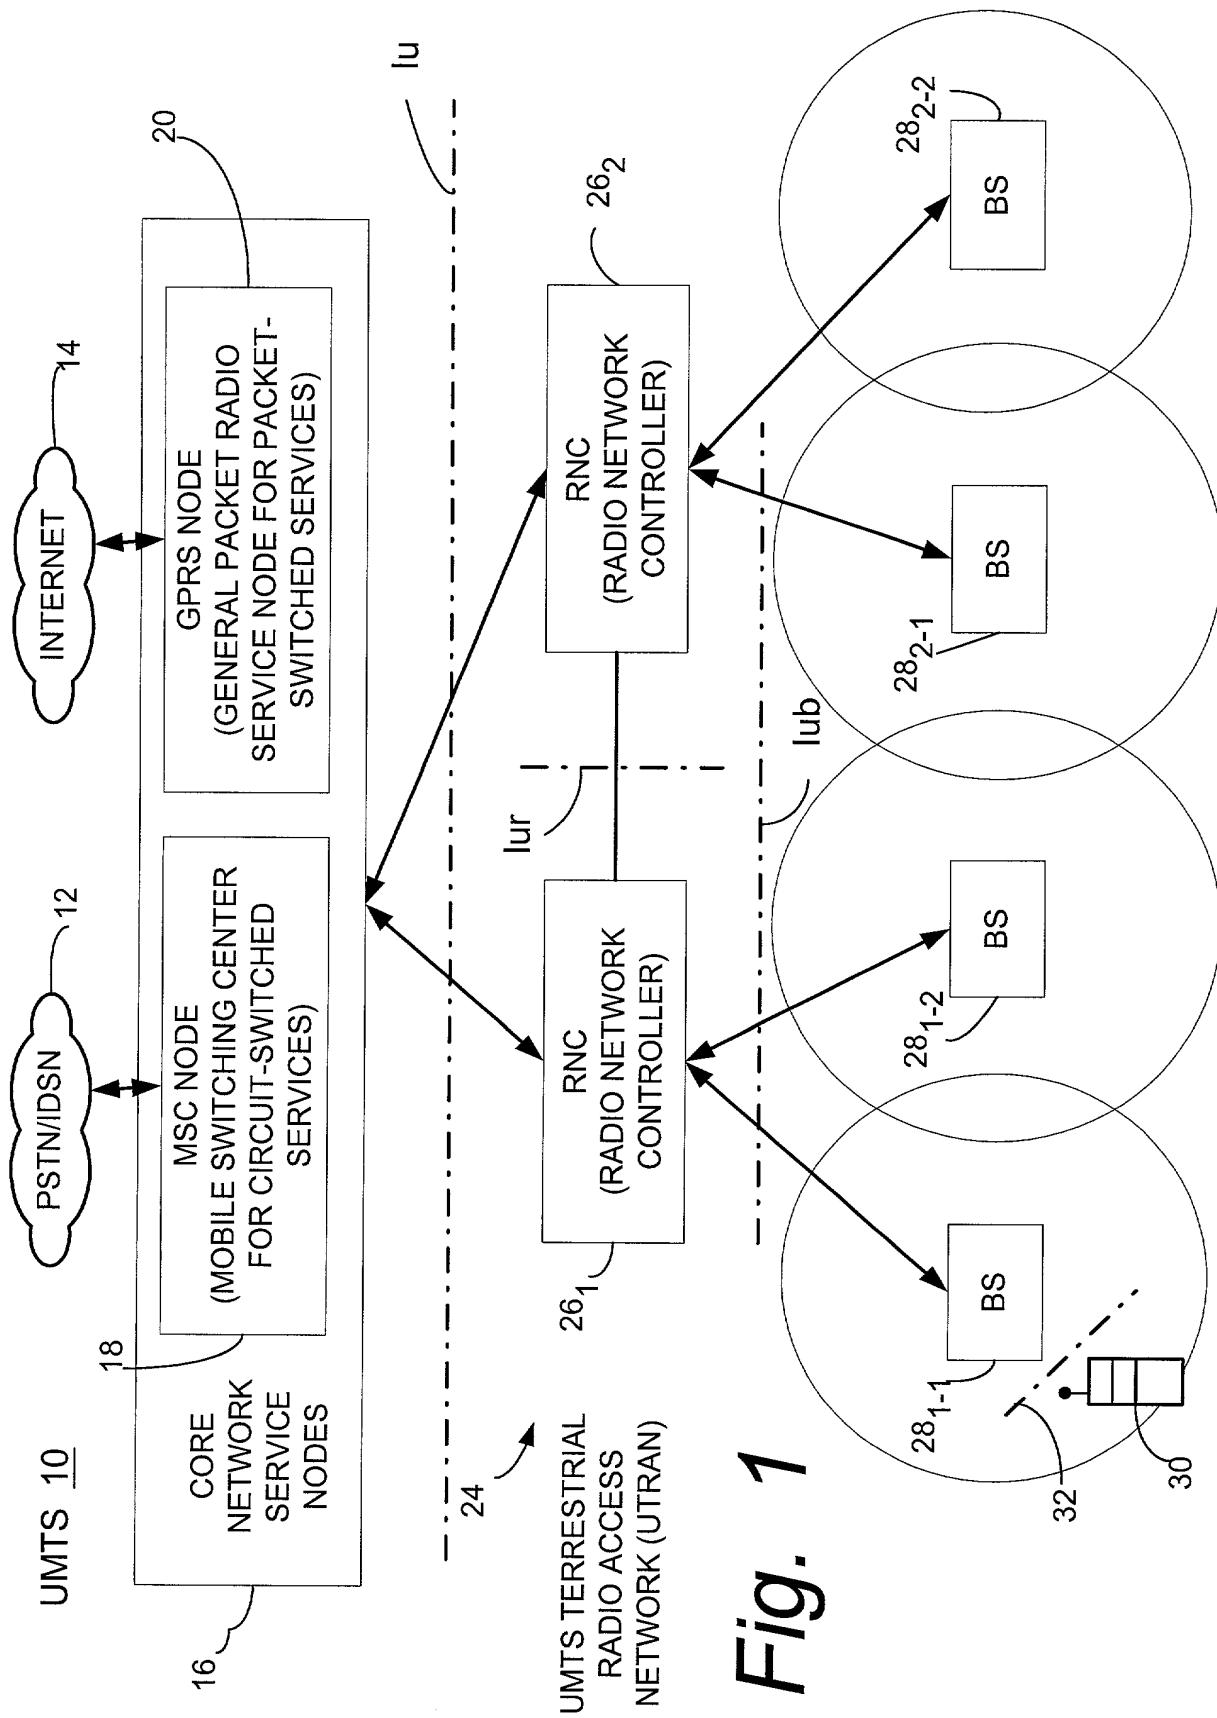 UMTS 10
PSTN/IDSN
12
INTERNET
14
16
CORE
NETWORK
SERVICE
NODES
18
MSC NODE
(MOBILE SWITCHING CENTER
FOR CIRCUIT-SWITCHED
SERVICES)
GPRS NODE
(GENERAL PACKET RADIO
SERVICE NODE FOR PACKET-
SWITCHED SERVICES)
20
Iu
24
UMTS TERRESTRIAL
RADIO ACCESS
NETWORK (UTRAN)
26₁
RNC
(RADIO NETWORK
CONTROLLER)
Iur
RNC
(RADIO NETWORK
CONTROLLER)
26₂
Iub
28₁₋₁
BS
28₁₋₂
BS
28₂₋₁
BS
28₂₋₂
BS
32
30
Fig. 1